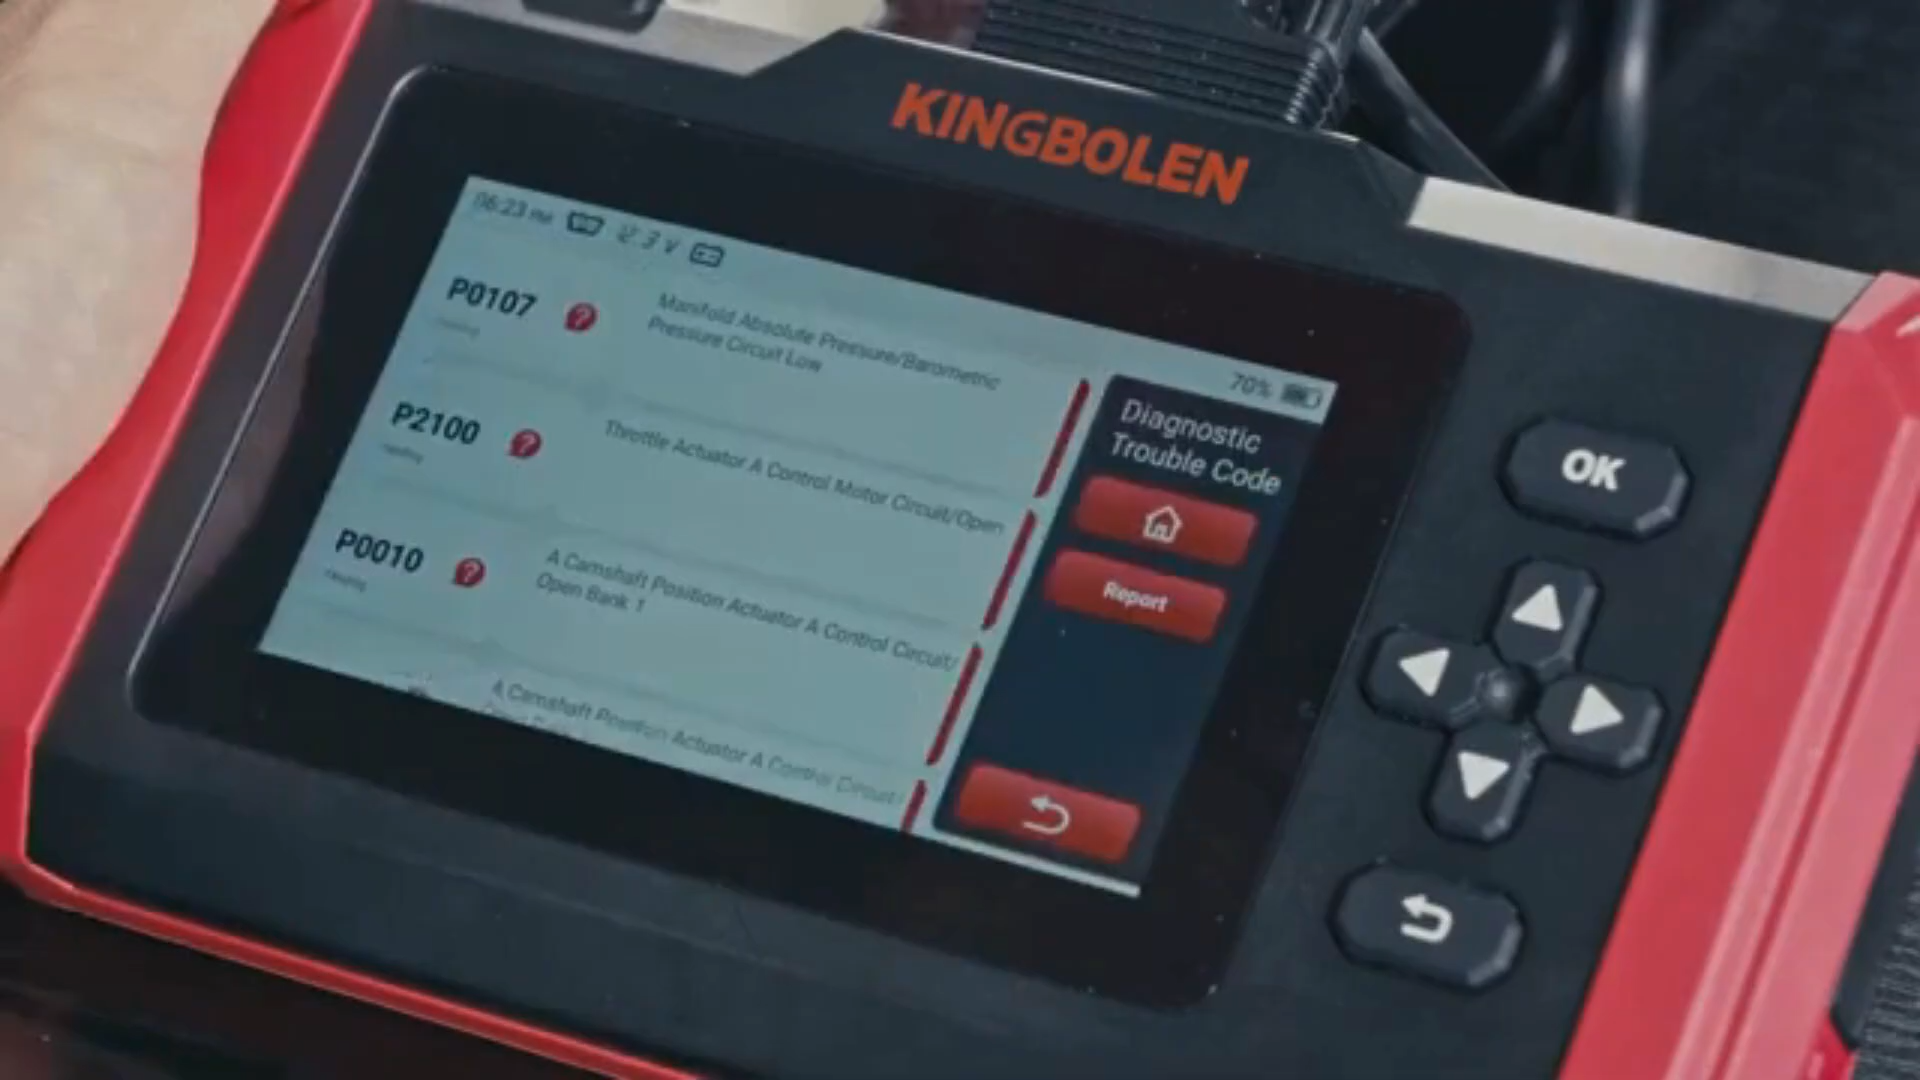 KINGBOLEN
06:23 PM
70%
P0107
Manifold Absolute Pressure/Barometric
Pressure Circuit Low
P2100
Throttle Actuator A Control Motor Circuit/Open
P0010
A Camshaft Position Actuator A Control Circuit/
Open Bank 1
A Camshaft Position Actuator A Control Circuit/
Diagnostic
Trouble Code
Report
OK